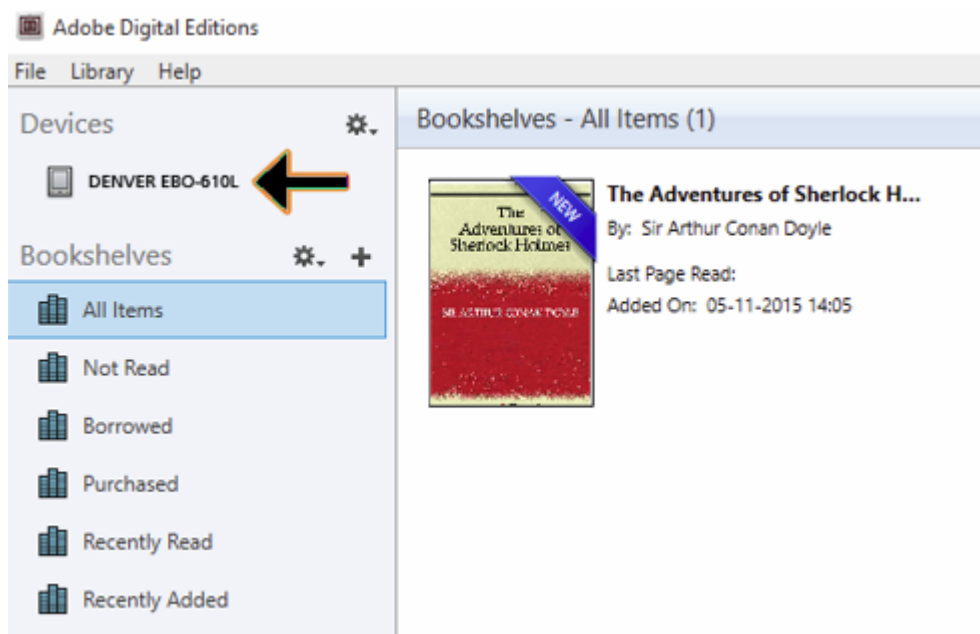 Adobe Digital Editions
File Library Help
Devices
DENVER EBO-610L
Bookshelves
All Items
Not Read
Borrowed
Purchased
Recently Read
Recently Added
Bookshelves - All Items (1)
The
Adventures of
Sherlock Holmes
SIR ARTHUR CONAN DOYLE
NEW
The Adventures of Sherlock H...
By: Sir Arthur Conan Doyle
Last Page Read:
Added On: 05-11-2015 14:05